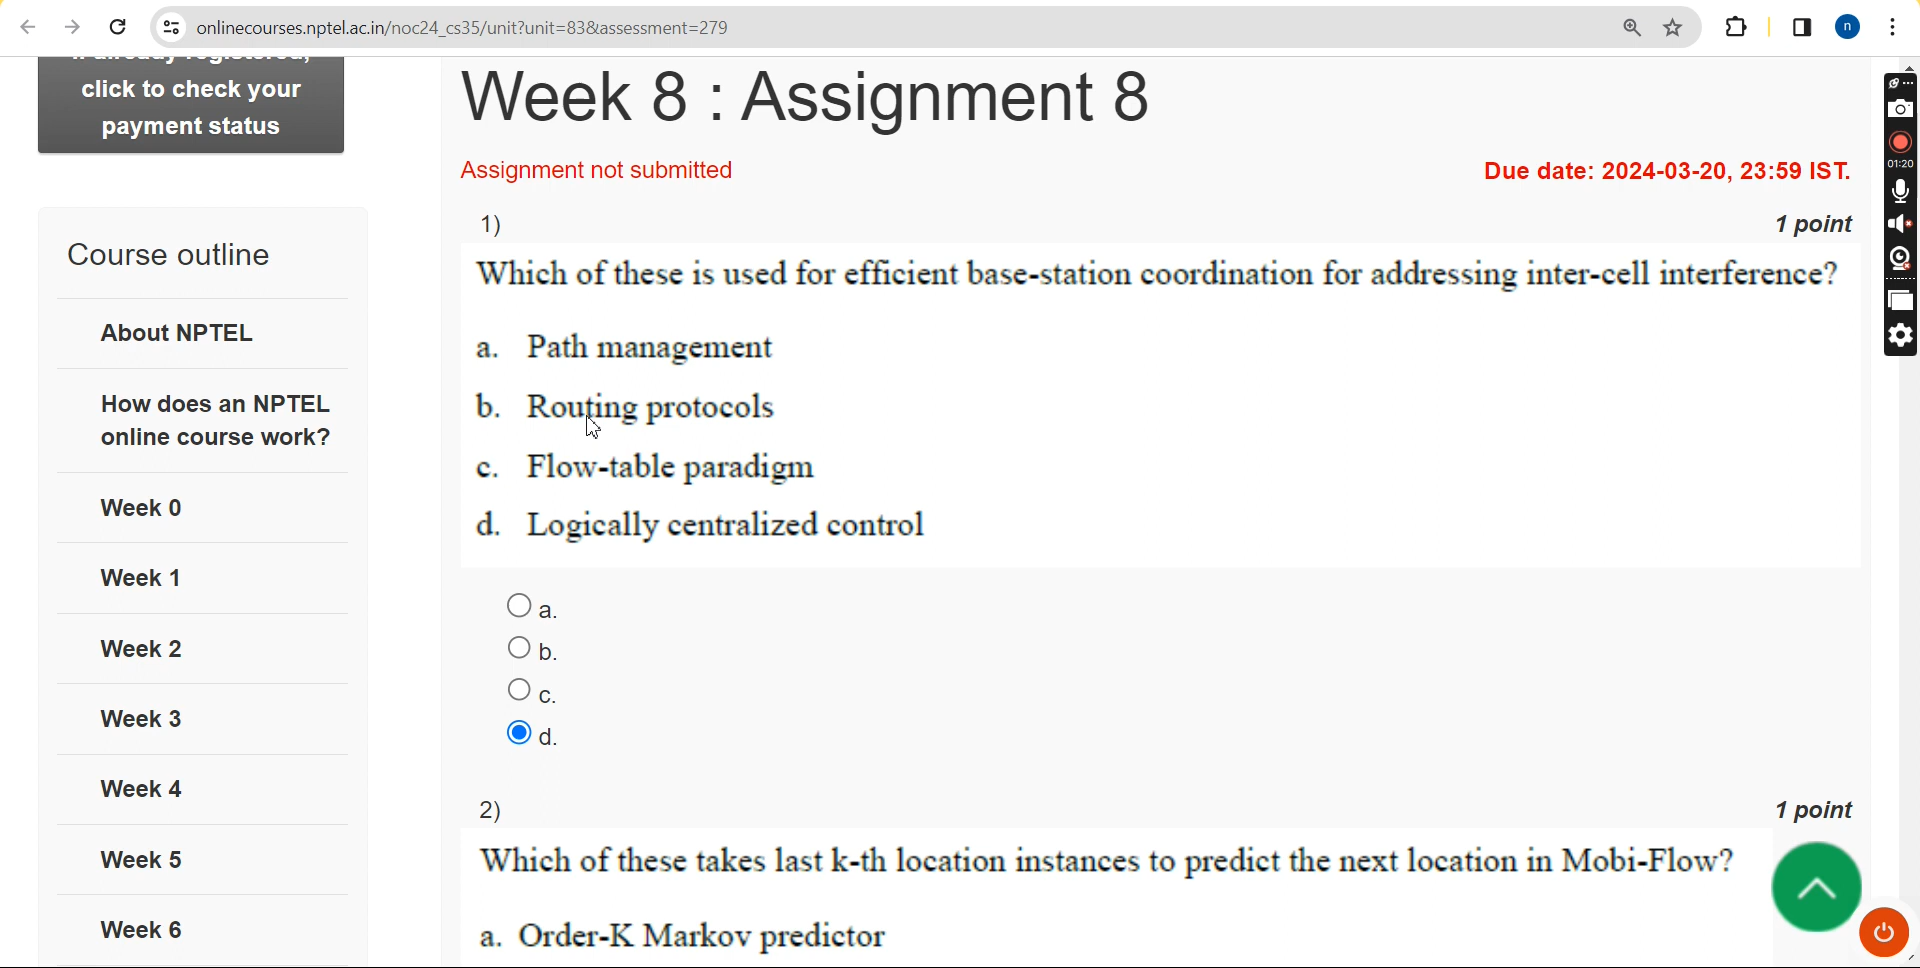 onlinecourses.nptel.ac.in/noc24_cs35/unit?unit=83&assessment=279
n
click to check your
payment status
Course outline
About NPTEL
How does an NPTEL
online course work?
Week 0
Week 1
Week 2
Week 3
Week 4
Week 5
Week 6
Week 8 : Assignment 8
Assignment not submitted
Due date: 2024-03-20, 23:59 IST.
1)
1 point
Which of these is used for efficient base-station coordination for addressing inter-cell interference?
a. Path management
b. Routing protocols
c. Flow-table paradigm
d. Logically centralized control
a.
b.
c.
d.
2)
1 point
Which of these takes last k-th location instances to predict the next location in Mobi-Flow?
a. Order-K Markov predictor
01:20